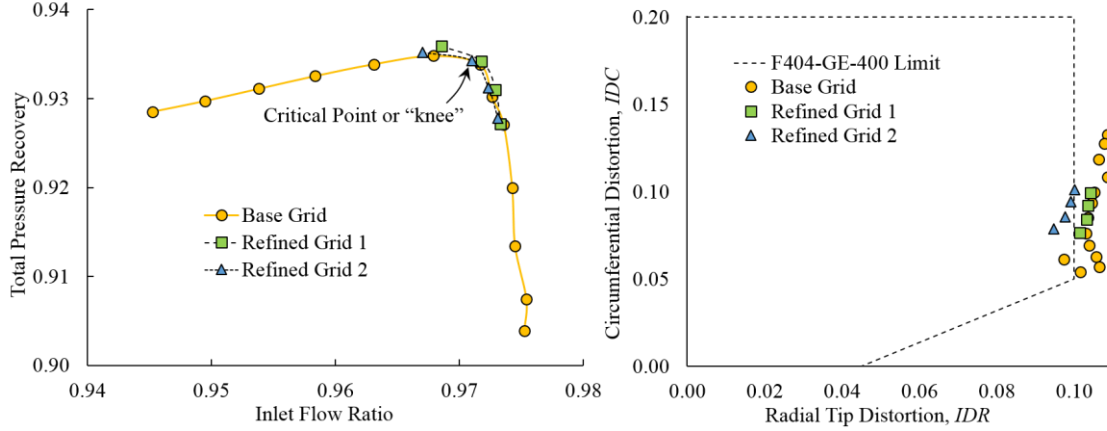 Total Pressure Recovery
0.94
0.93
0.92
0.91
0.90
Critical Point or “knee”
Base Grid
Refined Grid 1
Refined Grid 2
0.94
0.95
0.96
0.97
0.98
Inlet Flow Ratio
Circumferential Distortion, IDC
0.20
0.15
0.10
0.05
0.00
F404-GE-400 Limit
Base Grid
Refined Grid 1
Refined Grid 2
0.00
0.02
0.04
0.06
0.08
0.10
Radial Tip Distortion, IDR